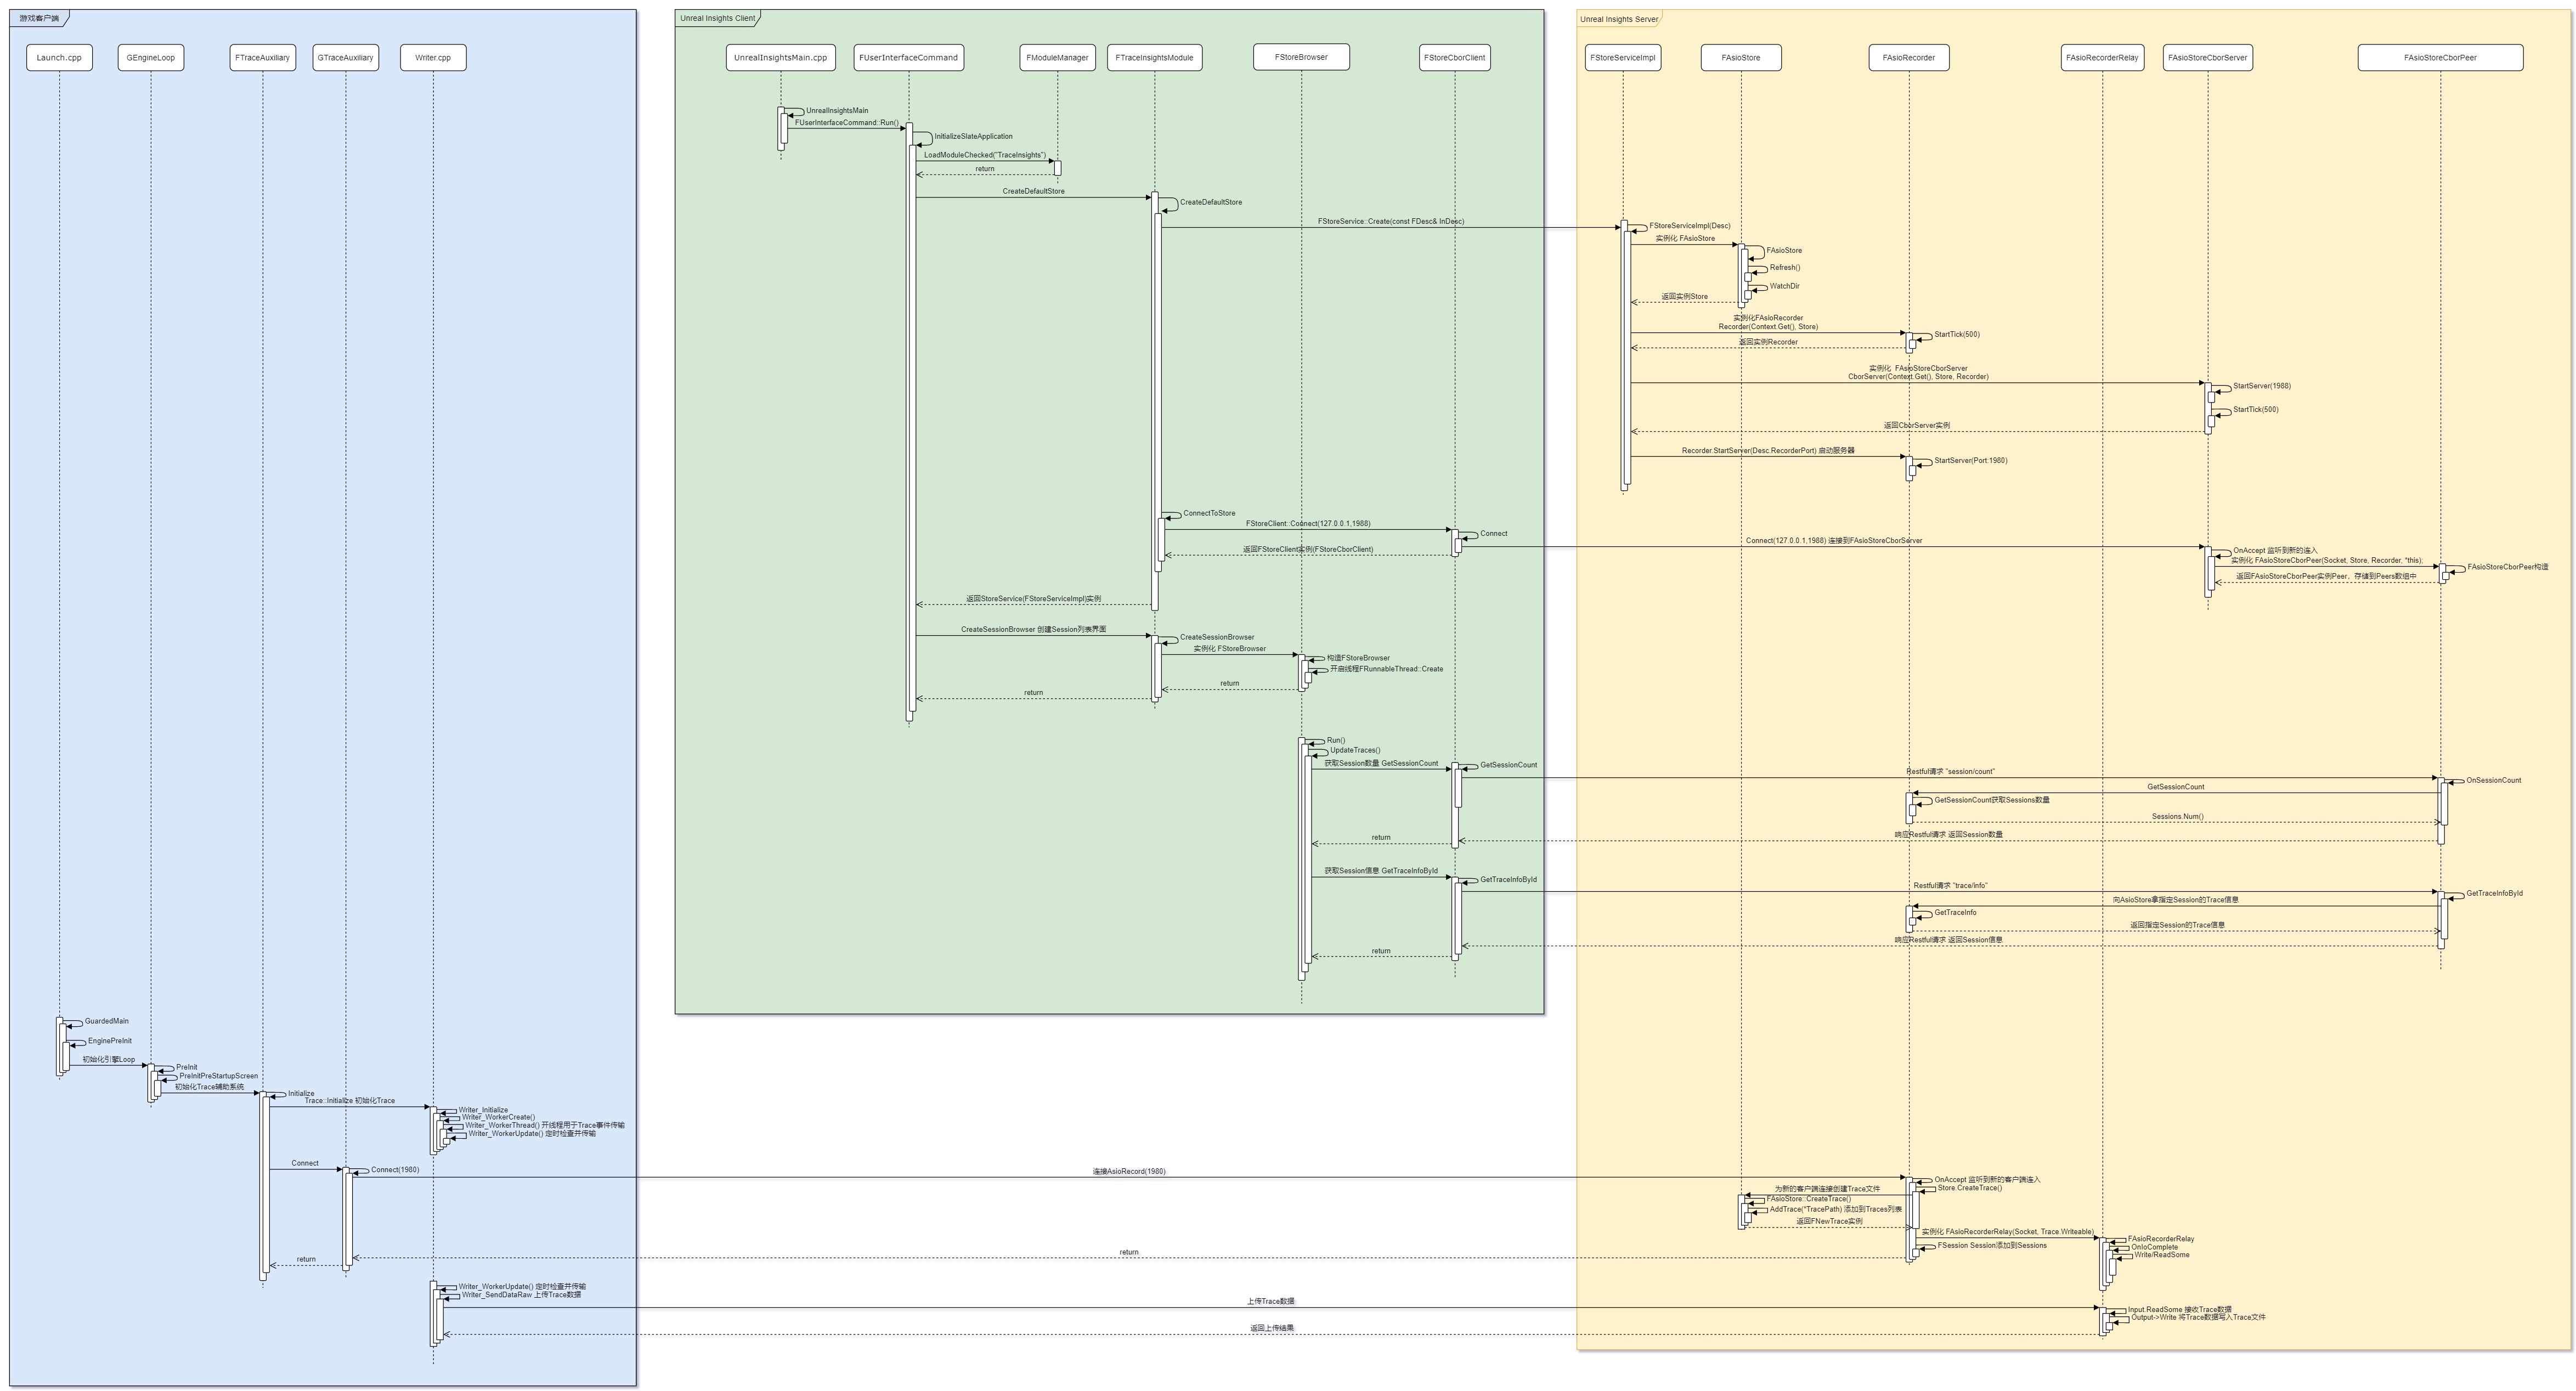 游戏客户端
Launch.cpp
GEngineLoop
FTraceAuxiliary
GTraceAuxiliary
Writer.cpp
Unreal Insights Client
UnrealInsightsMain.cpp
FUserInterfaceCommand
FModuleManager
FTraceInsightsModule
FStoreBrowser
FStoreCborClient
Unreal Insights Server
FStoreServiceImpl
FAsioStore
FAsioRecorder
FAsioRecorderRelay
FAsioStoreCborServer
FAsioStoreCborPeer
UnrealInsightsMain
FUserInterfaceCommand::Run()
InitializeSlateApplication
LoadModuleChecked("TraceInsights")
return
CreateDefaultStore
CreateDefaultStore
FStoreService::Create(const FDesc& InDesc)
FStoreServiceImpl(Desc)
实例化 FAsioStore
FAsioStore
Refresh()
WatchDir
返回实例Store
实例化FAsioRecorder
Recorder(Context.Get(), Store)
StartTick(500)
返回实例Recorder
实例化 FAsioStoreCborServer
CborServer(Context.Get(), Store, Recorder)
StartServer(1988)
StartTick(500)
返回CborServer实例
Recorder.StartServer(Desc.RecorderPort) 启动服务器
StartServer(Port:1980)
ConnectToStore
FStoreClient::Connect(127.0.0.1,1988)
Connect
返回FStoreClient实例(FStoreCborClient)
Connect(127.0.0.1,1988) 连接到FAsioStoreCborServer
OnAccept 监听到新的连入
实例化 FAsioStoreCborPeer(Socket, Store, Recorder, *this);
FAsioStoreCborPeer构造
返回FAsioStoreCborPeer实例Peer，存储到Peers数组中
返回StoreService(FStoreServiceImpl)实例
CreateSessionBrowser 创建Session列表界面
CreateSessionBrowser
实例化 FStoreBrowser
构造FStoreBrowser
开启线程FRunnableThread::Create
return
return
Run()
UpdateTraces()
获取Session数量 GetSessionCount
GetSessionCount
Restful请求 "session/count"
OnSessionCount
GetSessionCount
GetSessionCount获取Sessions数量
Sessions.Num()
响应Restful请求 返回Session数量
return
获取Session信息 GetTraceInfoById
GetTraceInfoById
Restful请求 "trace/info"
GetTraceInfoById
向AsioStore拿指定Session的Trace信息
GetTraceInfo
返回指定Session的Trace信息
响应Restful请求 返回Session信息
return
GuardedMain
EnginePreInit
初始化引擎Loop
PreInit
PreInitPreStartupScreen
初始化Trace辅助系统
Initialize
Trace::Initialize 初始化Trace
Writer_Initialize
Writer_WorkerCreate()
Writer_WorkerThread() 开线程用于Trace事件传输
Writer_WorkerUpdate() 定时检查并传输
Connect
Connect(1980)
连接AsioRecord(1980)
OnAccept 监听到新的客户端连入
Store.CreateTrace()
为新的客户端连接创建Trace文件
FAsioStore::CreateTrace()
AddTrace(*TracePath) 添加到Traces列表
返回FNewTrace实例
实例化 FAsioRecorderRelay(Socket, Trace.Writeable)
FAsioRecorderRelay
OnIoComplete
Write/ReadSome
FSession Session添加到Sessions
return
return
Writer_WorkerUpdate() 定时检查并传输
Writer_SendDataRaw 上传Trace数据
上传Trace数据
Input.ReadSome 接收Trace数据
Output->Write 将Trace数据写入Trace文件
返回上传结果